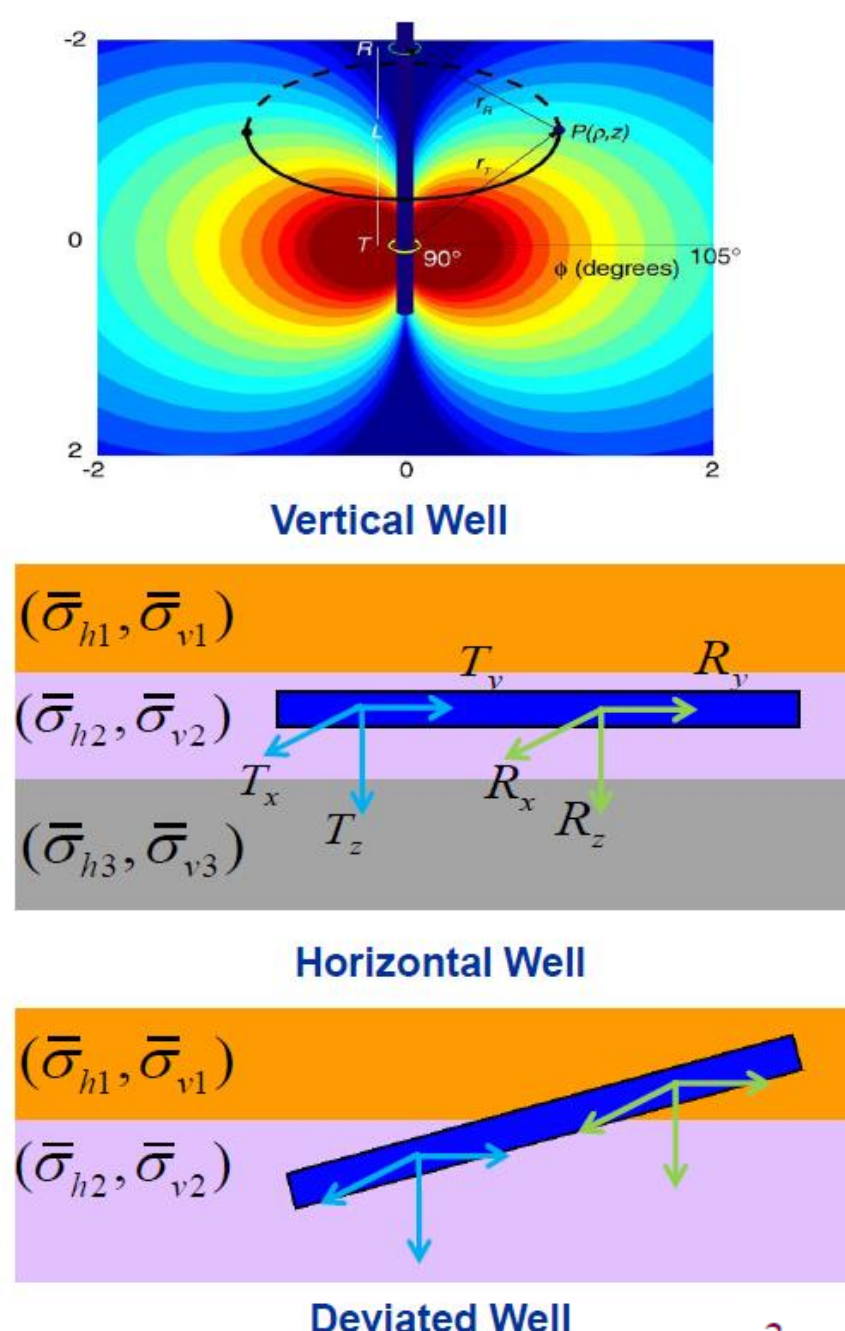 -2
R
r_R
L
P(ρ,z)
r_T
0
T
90°
ϕ (degrees)
105°
2
-2
0
2
Vertical Well
(σ̅_h1, σ̅_v1)
T_y
R_y
(σ̅_h2, σ̅_v2)
T_x
R_x
T_z
R_z
(σ̅_h3, σ̅_v3)
Horizontal Well
(σ̅_h1, σ̅_v1)
(σ̅_h2, σ̅_v2)
Deviated Well